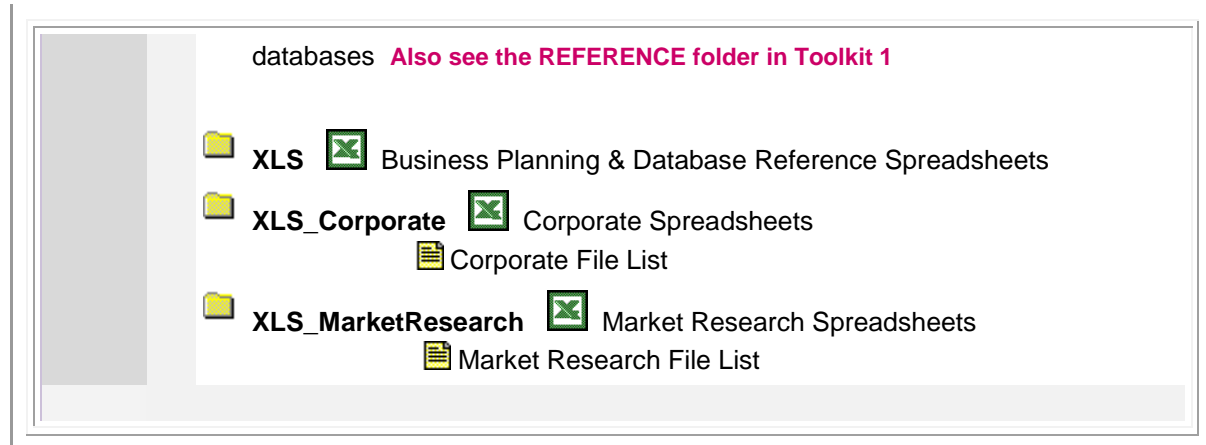 databases Also see the REFERENCE folder in Toolkit 1
XLS Business Planning & Database Reference Spreadsheets
XLS_Corporate Corporate Spreadsheets
Corporate File List
XLS_MarketResearch Market Research Spreadsheets
Market Research File List